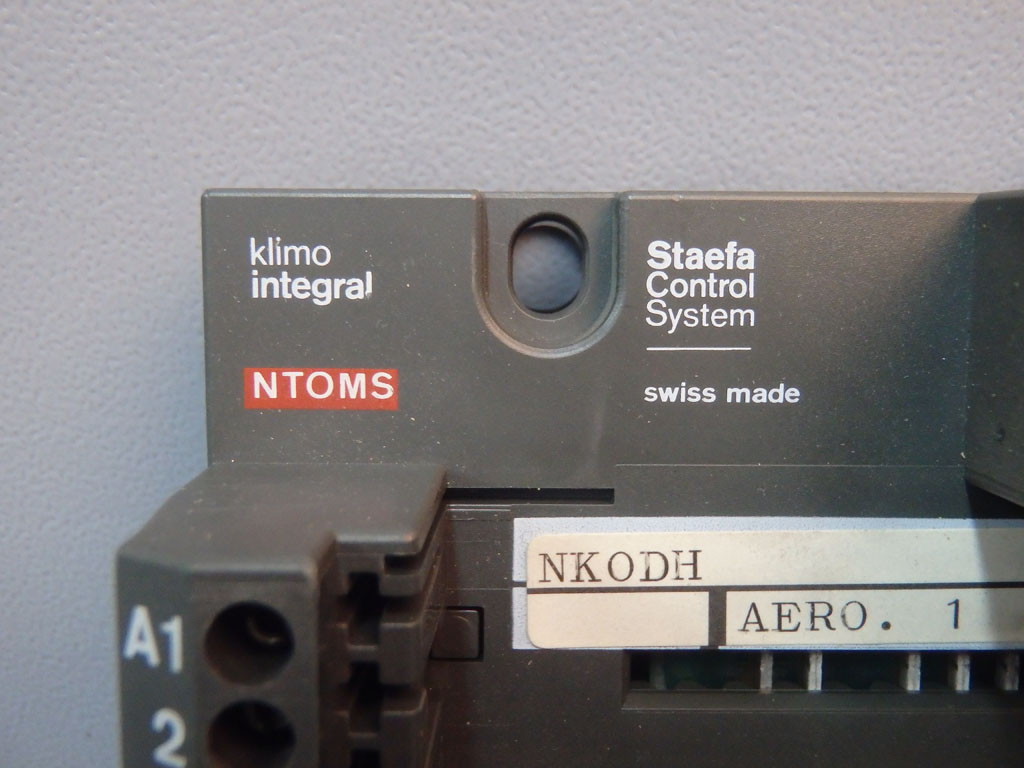 klimo
integral
Staefa
Control
System
NTOMS
swiss made
NKODH
AERO. 1
A1
2